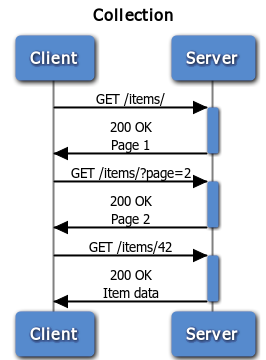 Collection
Client
Server
GET /items/
200 OK
Page 1
GET /items/?page=2
200 OK
Page 2
GET /items/42
200 OK
Item data
Client
Server